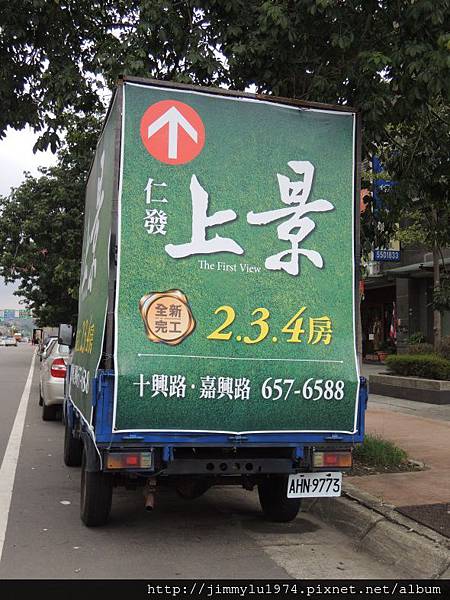 仁發
上景
The First View
全新
完工
2.3.4房
十興路·嘉興路 657-6588
5501833
AHN-9773
http://jimmylu1974.pixnet.net/album